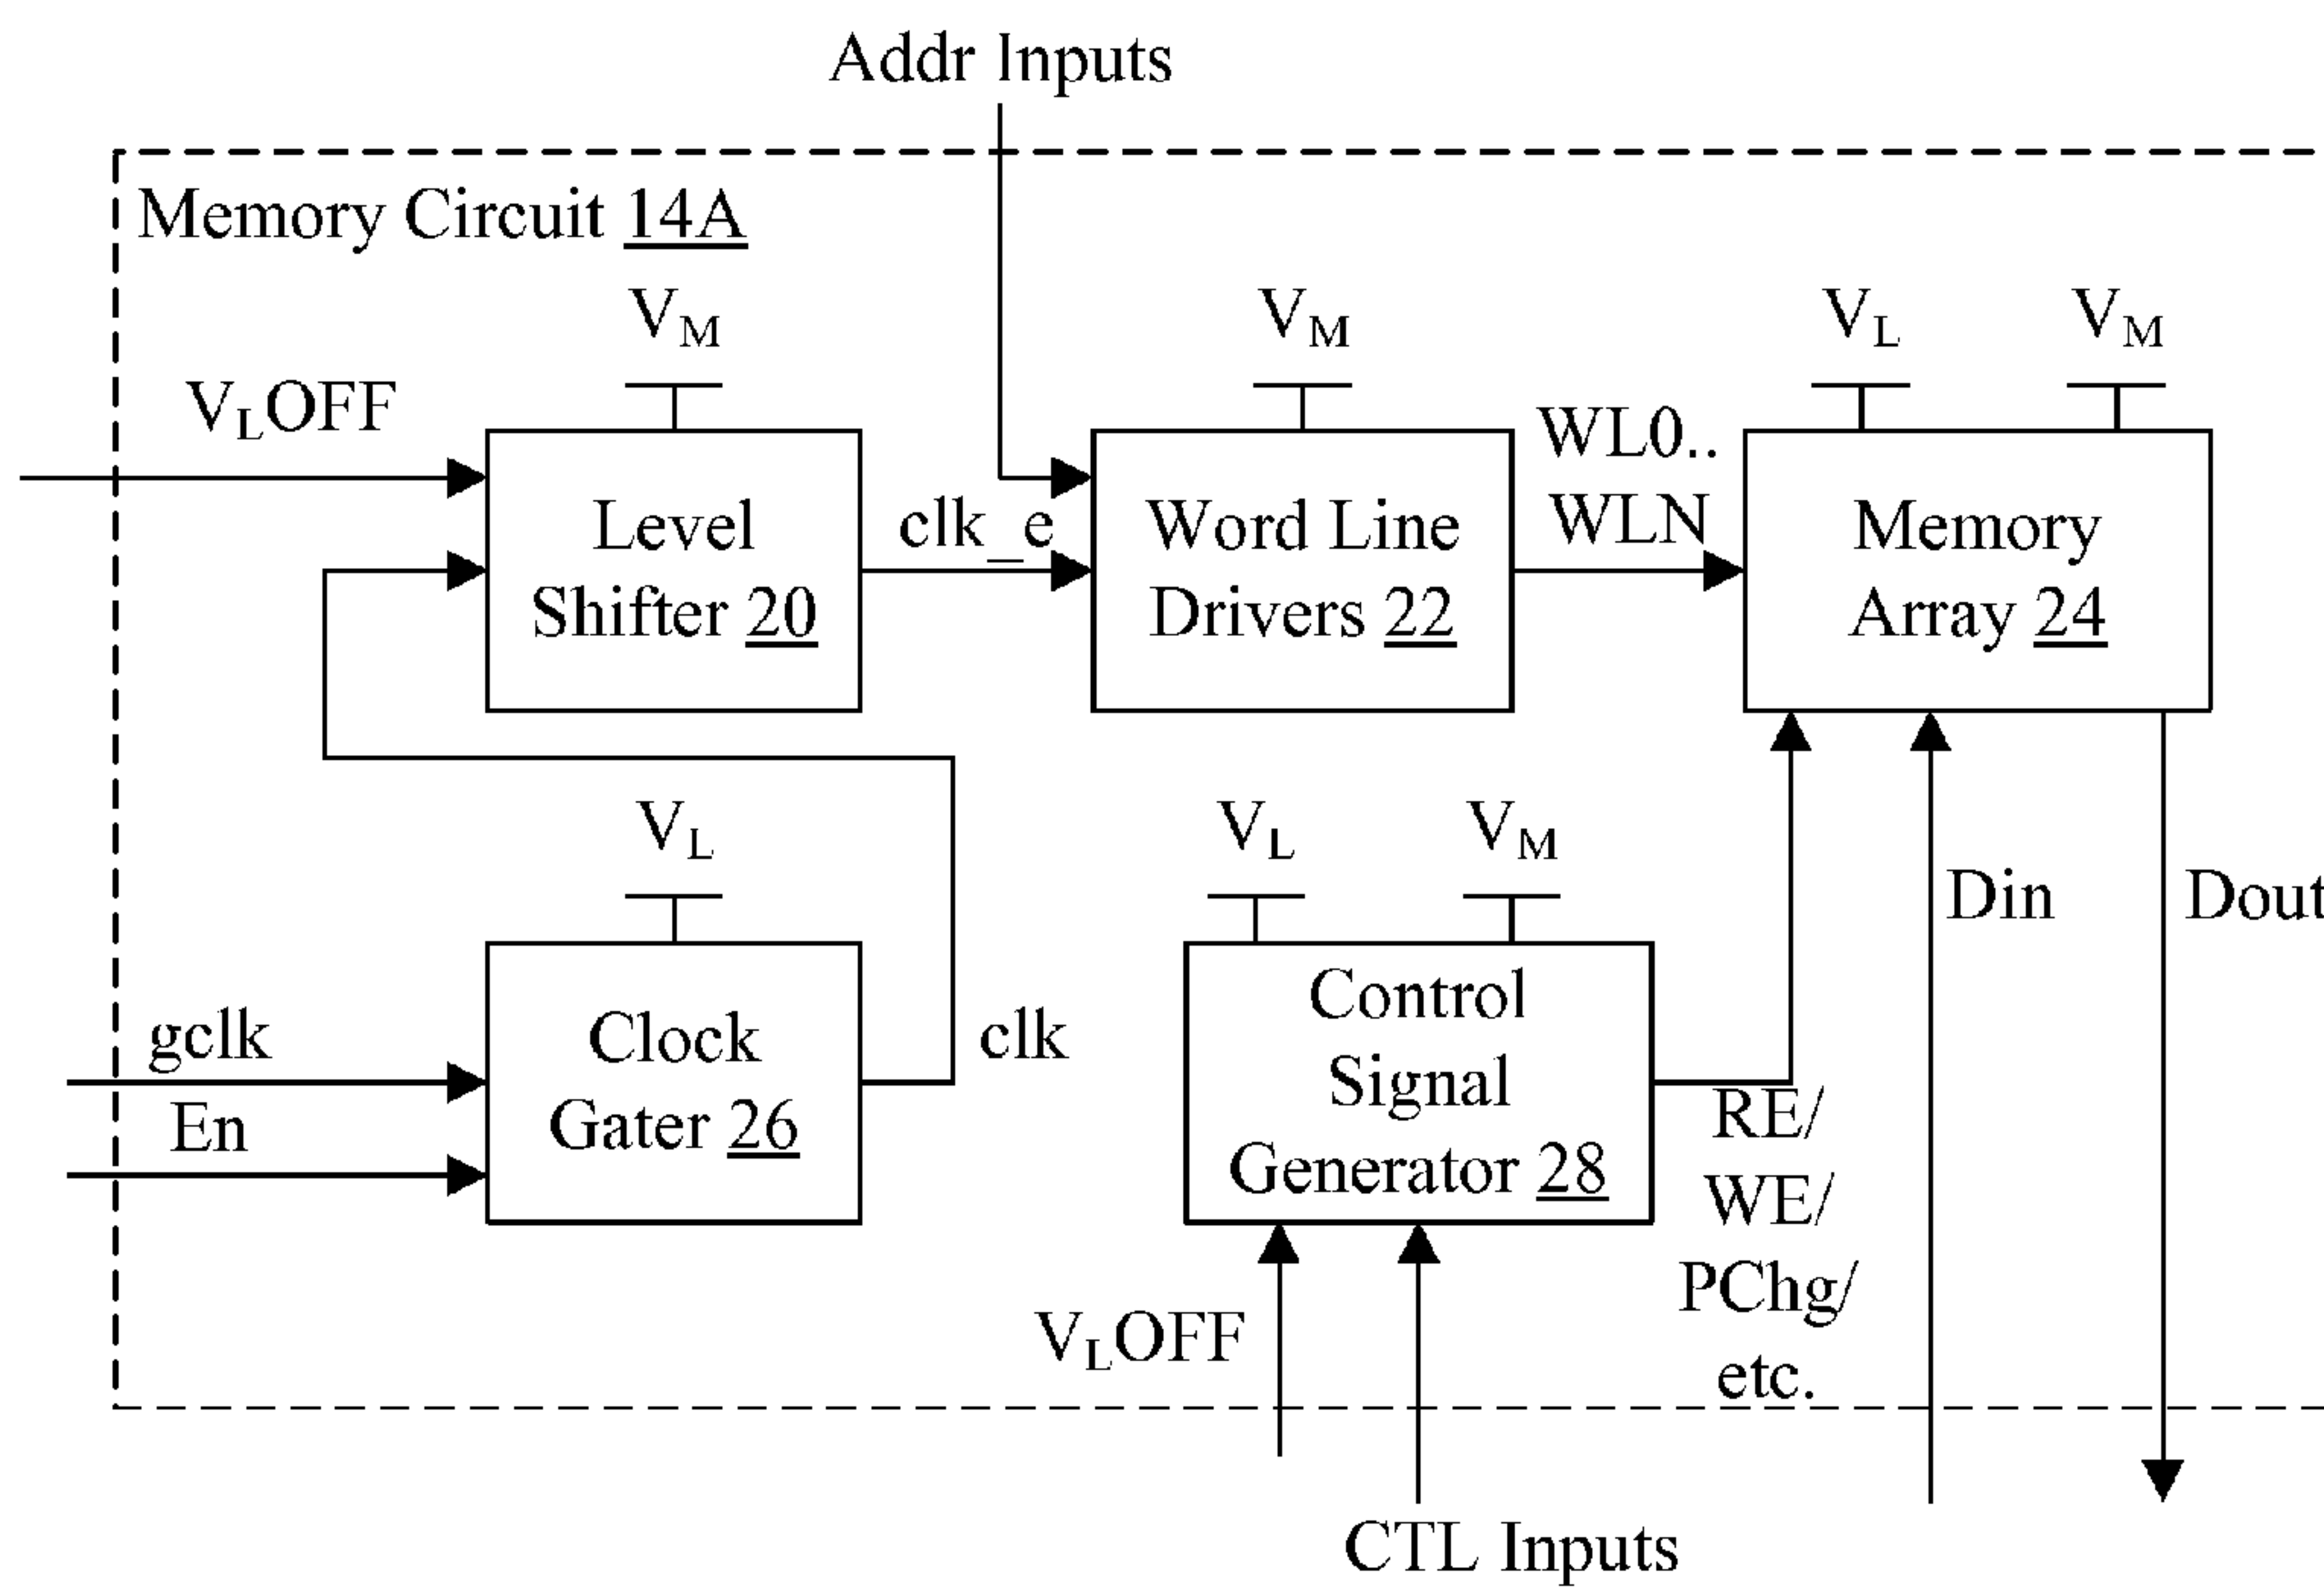 Addr Inputs
Memory Circuit 14A
VM
VM
VL
VM
VLOFF
WL0..
WLN
Level
Shifter 20
clk_e
Word Line
Drivers 22
Memory
Array 24
VL
VL
VM
Din
Dout
gclk
En
Clock
Gater 26
clk
Control
Signal
Generator 28
RE/
WE/
PChg/
etc.
VLOFF
CTL Inputs